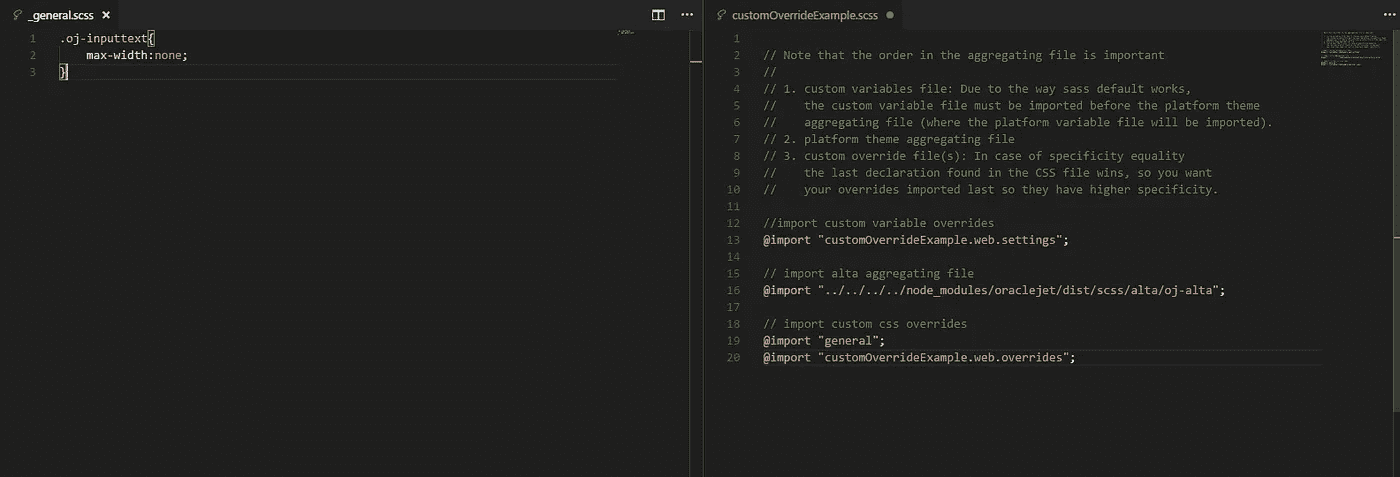 _general.scss
1 .oj-inputtext{
2 max-width:none;
3 }
customOverrideExample.scss
1
2 // Note that the order in the aggregating file is important
3 //
4 // 1. custom variables file: Due to the way sass default works,
5 //    the custom variable file must be imported before the platform theme
6 //    aggregating file (where the platform variable file will be imported).
7 // 2. platform theme aggregating file
8 // 3. custom override file(s): In case of specificity equality
9 //    the last declaration found in the CSS file wins, so you want
10 //    your overrides imported last so they have higher specificity.
11
12 //import custom variable overrides
13 @import "customOverrideExample.web.settings";
14
15 // import alta aggregating file
16 @import "../../../../node_modules/oraclejet/dist/scss/alta/oj-alta";
17
18 // import custom css overrides
19 @import "general";
20 @import "customOverrideExample.web.overrides";